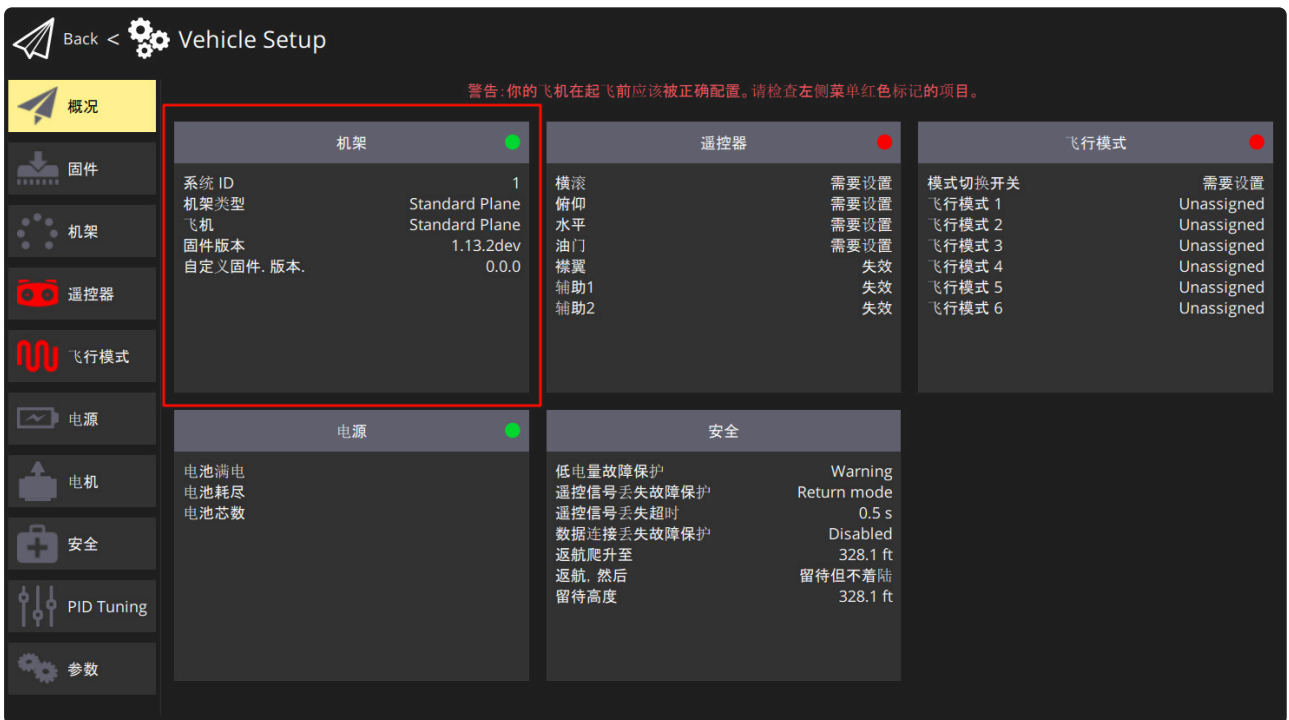 Back < Vehicle Setup
警告:你的飞机在起飞前应该被正确配置。请检查左侧菜单红色标记的项目。
概况
固件
机架
遥控器
飞行模式
电源
电机
安全
PID Tuning
参数
机架
系统 ID 1
机架类型 Standard Plane
飞机 Standard Plane
固件版本 1.13.2dev
自定义固件. 版本. 0.0.0
遥控器
横滚 需要设置
俯仰 需要设置
水平 需要设置
油门 需要设置
襟翼 失效
辅助1 失效
辅助2 失效
飞行模式
模式切换开关 需要设置
飞行模式 1 Unassigned
飞行模式 2 Unassigned
飞行模式 3 Unassigned
飞行模式 4 Unassigned
飞行模式 5 Unassigned
飞行模式 6 Unassigned
电源
电池满电
电池耗尽
电池芯数
安全
低电量故障保护 Warning
遥控信号丢失故障保护 Return mode
遥控信号丢失超时 0.5 s
数据连接丢失故障保护 Disabled
返航爬升至 328.1 ft
返航, 然后 留待但不着陆
留待高度 328.1 ft